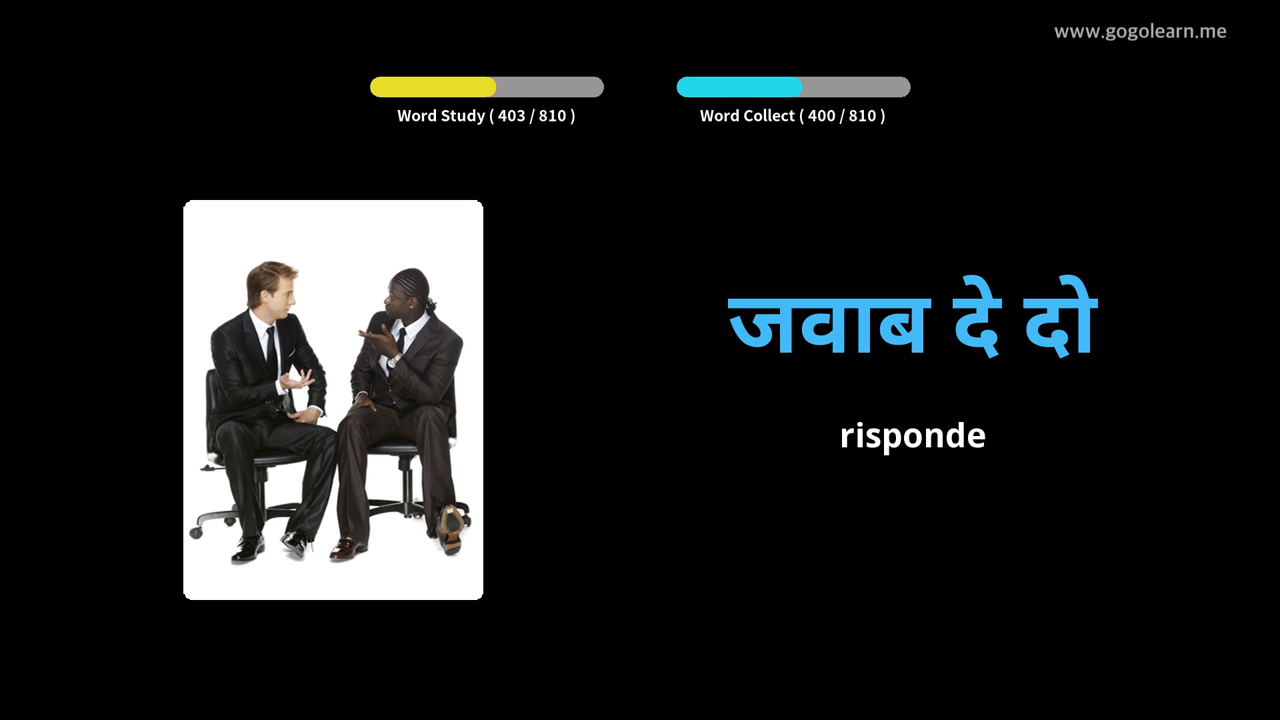 www.gogolearn.me
Word Study ( 403 / 810 )
Word Collect ( 400 / 810 )
जवाब दे दो
risponde